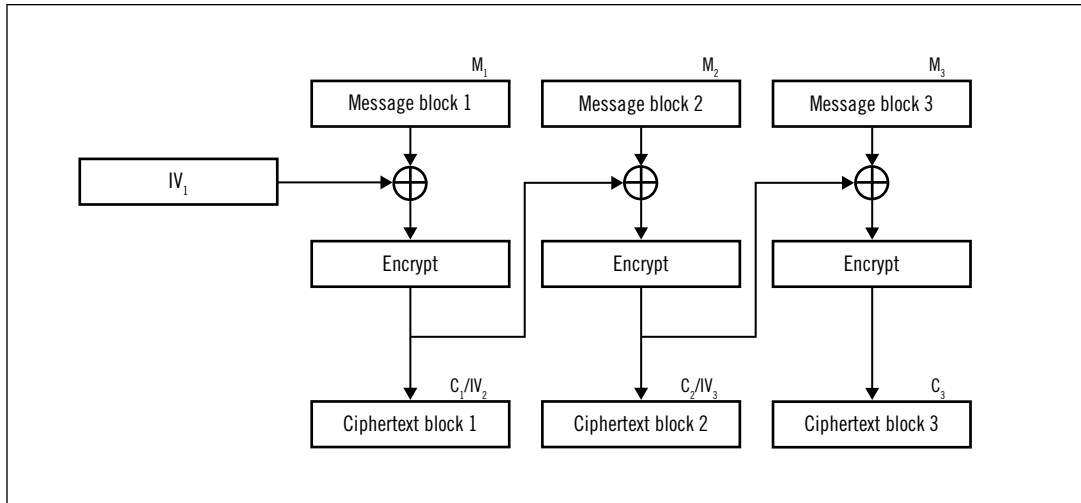 M₁ M₂ M₃
Message block 1 Message block 2 Message block 3
IV₁
Encrypt Encrypt Encrypt
C₁/IV₂ C₂/IV₃ C₃
Ciphertext block 1 Ciphertext block 2 Ciphertext block 3